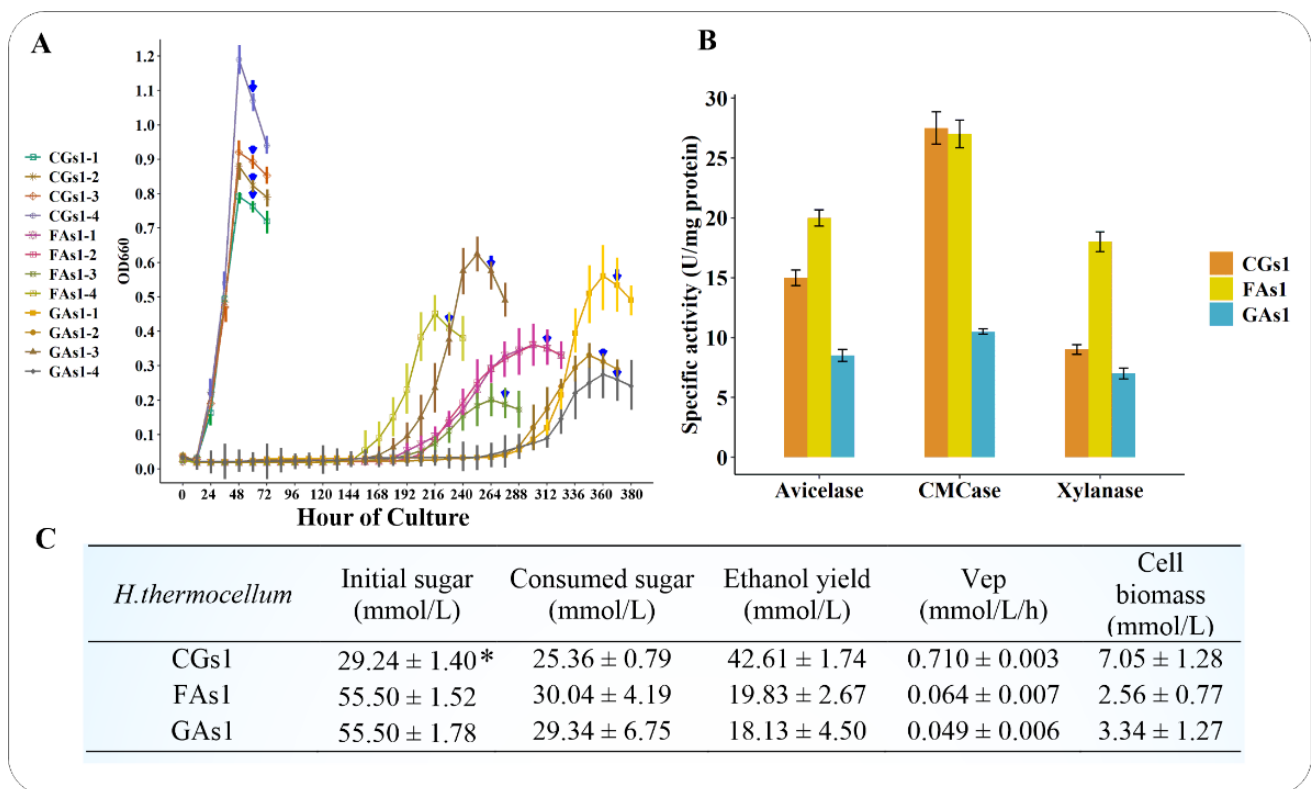 A
1.2
1.1
1.0
0.9
0.8
0.7
0.6
0.5
0.4
0.3
0.2
0.1
0.0
OD660
0 24 48 72 96 120 144 168 192 216 240 264 288 312 336 360 380
Hour of Culture
CGs1-1
CGs1-2
CGs1-3
CGs1-4
FAs1-1
FAs1-2
FAs1-3
FAs1-4
GAs1-1
GAs1-2
GAs1-3
GAs1-4
B
30
25
20
15
10
5
0
Specific activity (U/mg protein)
Avicelase CMCase Xylanase
CGs1
FAs1
GAs1
C
H.thermocellum Initial sugar (mmol/L) Consumed sugar (mmol/L) Ethanol yield (mmol/L) Vep (mmol/L/h) Cell biomass (mmol/L)
CGs1 29.24 ± 1.40* 25.36 ± 0.79 42.61 ± 1.74 0.710 ± 0.003 7.05 ± 1.28
FAs1 55.50 ± 1.52 30.04 ± 4.19 19.83 ± 2.67 0.064 ± 0.007 2.56 ± 0.77
GAs1 55.50 ± 1.78 29.34 ± 6.75 18.13 ± 4.50 0.049 ± 0.006 3.34 ± 1.27